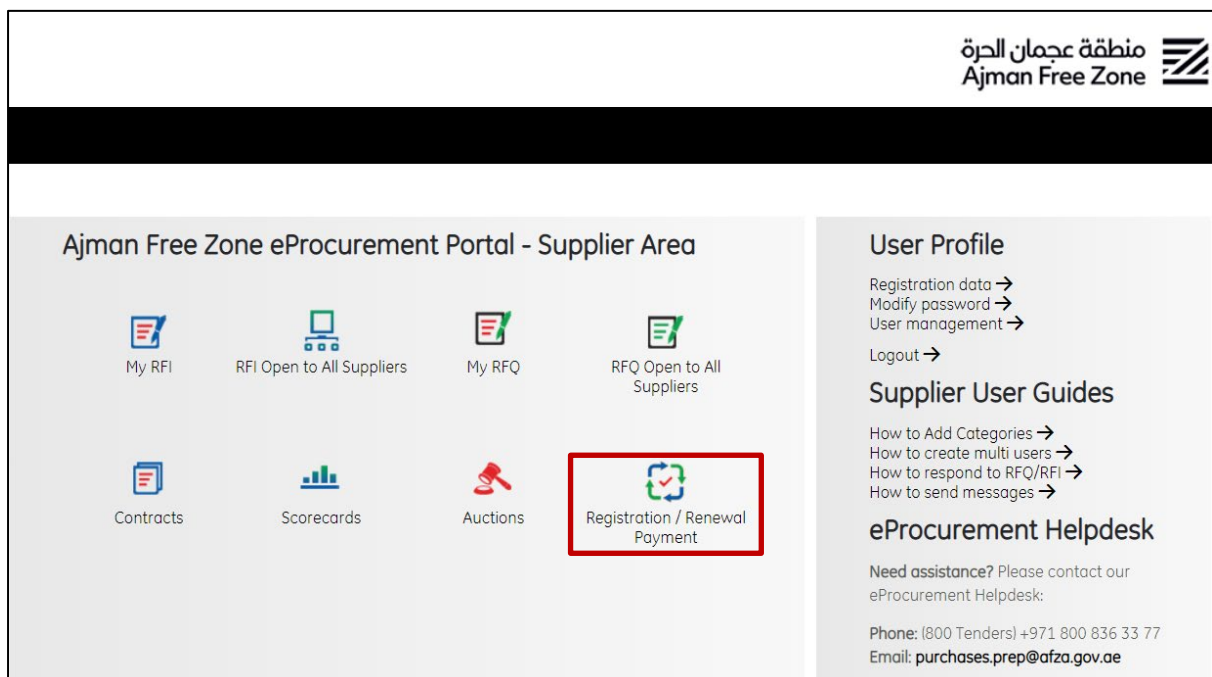 منطقة عجمان الحرة
Ajman Free Zone
Ajman Free Zone eProcurement Portal - Supplier Area
My RFI
RFI Open to All Suppliers
My RFQ
RFQ Open to All
Suppliers
Contracts
Scorecards
Auctions
Registration / Renewal
Payment
User Profile
Registration data →
Modify password →
User management →
Logout →
Supplier User Guides
How to Add Categories →
How to create multi users →
How to respond to RFQ/RFI →
How to send messages →
eProcurement Helpdesk
Need assistance? Please contact our
eProcurement Helpdesk:
Phone: (800 Tenders) +971 800 836 33 77
Email: purchases.prep@afza.gov.ae